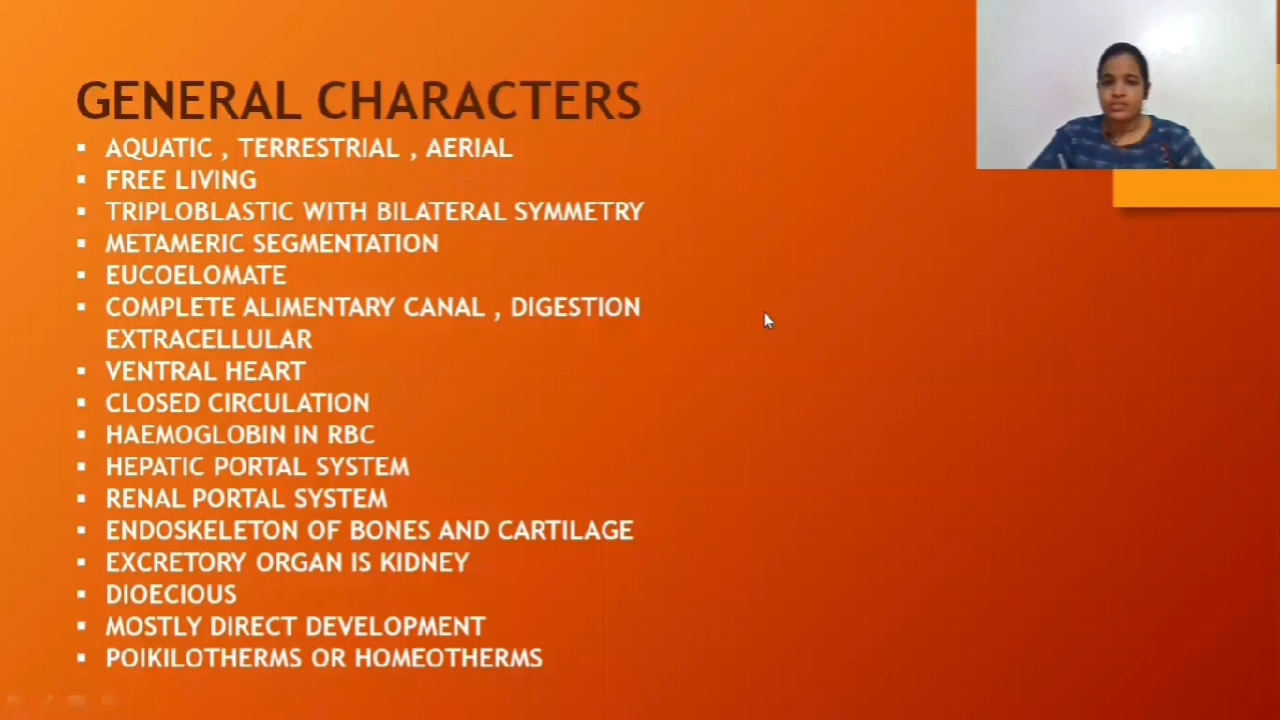 GENERAL CHARACTERS
▪ AQUATIC , TERRESTRIAL , AERIAL
▪ FREE LIVING
▪ TRIPLOBLASTIC WITH BILATERAL SYMMETRY
▪ METAMERIC SEGMENTATION
▪ EUCOELOMATE
▪ COMPLETE ALIMENTARY CANAL , DIGESTION
EXTRACELLULAR
▪ VENTRAL HEART
▪ CLOSED CIRCULATION
▪ HAEMOGLOBIN IN RBC
▪ HEPATIC PORTAL SYSTEM
▪ RENAL PORTAL SYSTEM
▪ ENDOSKELETON OF BONES AND CARTILAGE
▪ EXCRETORY ORGAN IS KIDNEY
▪ DIOECIOUS
▪ MOSTLY DIRECT DEVELOPMENT
▪ POIKILOTHERMS OR HOMEOTHERMS